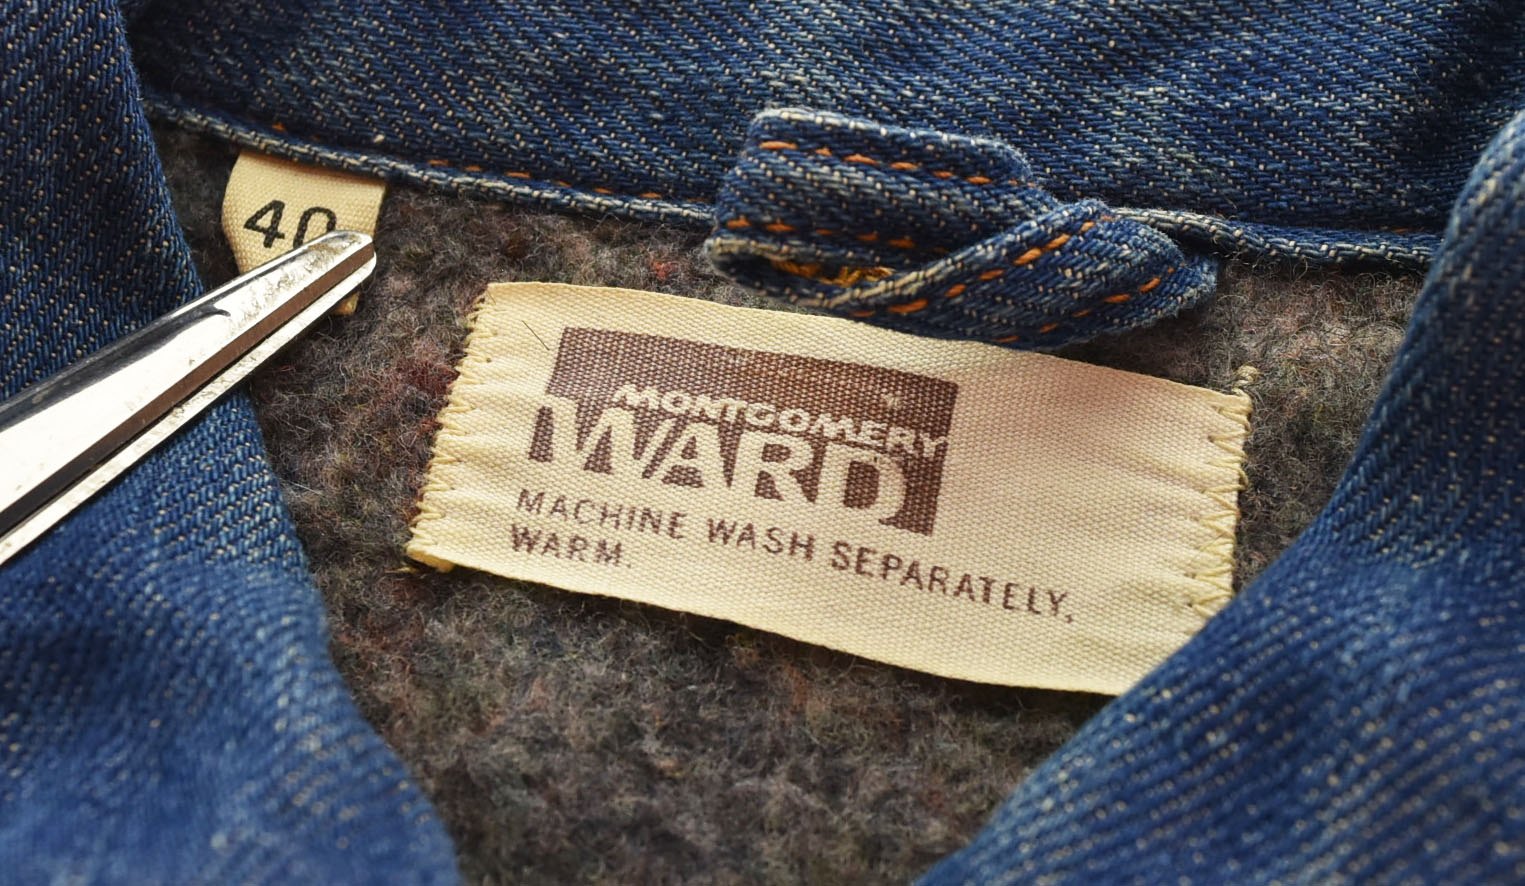 40
MONTGOMERY
WARD
MACHINE WASH SEPARATELY,
WARM.